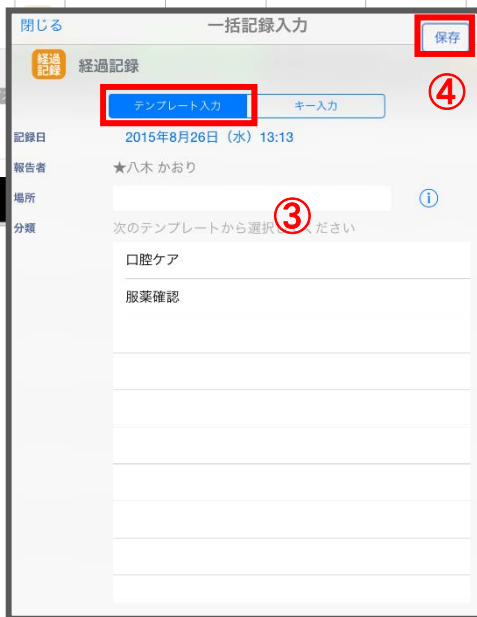 閉じる 一括記録入力 保存
④
経過記録 経過記録
テンプレート入力 キー入力
記録日 2015年8月26日（水）13:13
報告者 ★八木 かおり
場所
③
分類 次のテンプレートから選択してください
口腔ケア
服薬確認